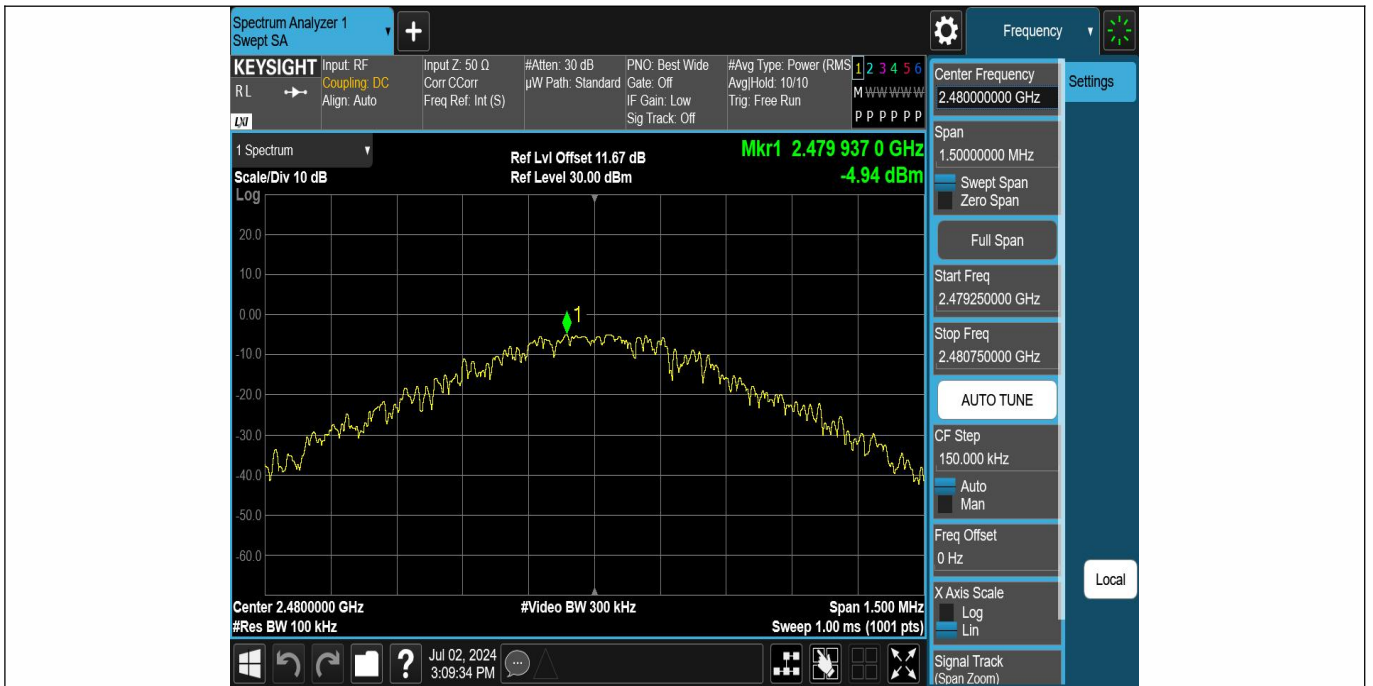 Spectrum Analyzer 1
Swept SA
+
Frequency
KEYSIGHT
RL
LXI
Input: RF
Coupling: DC
Align: Auto
Input Z: 50 Ω
Corr CCorr
Freq Ref: Int (S)
#Atten: 30 dB
µW Path: Standard
PNO: Best Wide
Gate: Off
IF Gain: Low
Sig Track: Off
#Avg Type: Power (RMS
Avg|Hold: 10/10
Trig: Free Run
1 2 3 4 5 6
M W W W W W
P P P P P P
1 Spectrum
Scale/Div 10 dB
Log
Ref Lvl Offset 11.67 dB
Ref Level 30.00 dBm
Mkr1 2.479 937 0 GHz
-4.94 dBm
20.0
10.0
0.00
-10.0
-20.0
-30.0
-40.0
-50.0
-60.0
1
Center 2.4800000 GHz
#Res BW 100 kHz
#Video BW 300 kHz
Span 1.500 MHz
Sweep 1.00 ms (1001 pts)
Center Frequency
2.480000000 GHz
Settings
Span
1.50000000 MHz
Swept Span
Zero Span
Full Span
Start Freq
2.479250000 GHz
Stop Freq
2.480750000 GHz
AUTO TUNE
CF Step
150.000 kHz
Auto
Man
Freq Offset
0 Hz
X Axis Scale
Log
Lin
Local
Signal Track
(Span Zoom)
?
Jul 02, 2024
3:09:34 PM